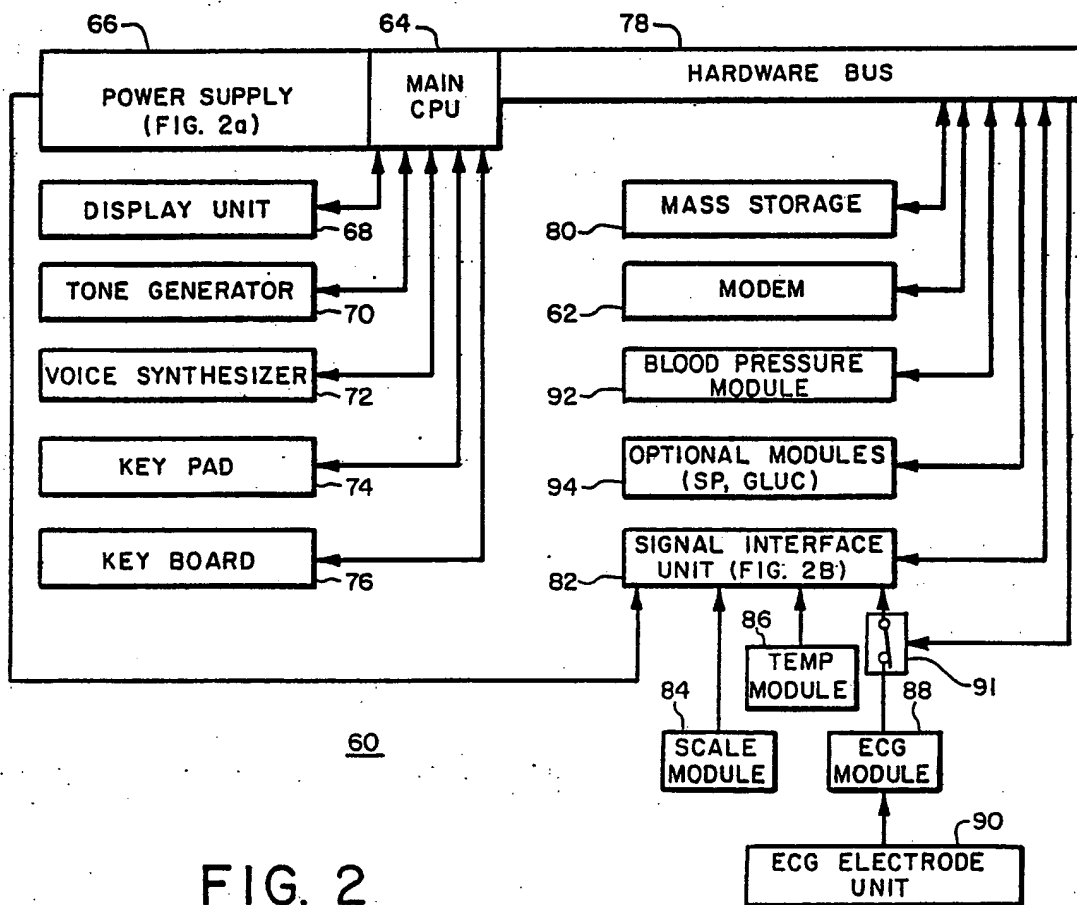 66
64
78
POWER SUPPLY
(FIG. 2a)
MAIN
CPU
HARDWARE BUS
DISPLAY UNIT
68
MASS STORAGE
80
TONE GENERATOR
70
MODEM
62
VOICE SYNTHESIZER
72
BLOOD PRESSURE
MODULE
92
KEY PAD
74
OPTIONAL MODULES
(SP, GLUC)
94
KEY BOARD
76
SIGNAL INTERFACE
UNIT (FIG. 2B)
82
86
TEMP
MODULE
91
84
SCALE
MODULE
88
ECG
MODULE
60
90
ECG ELECTRODE
UNIT
FIG. 2